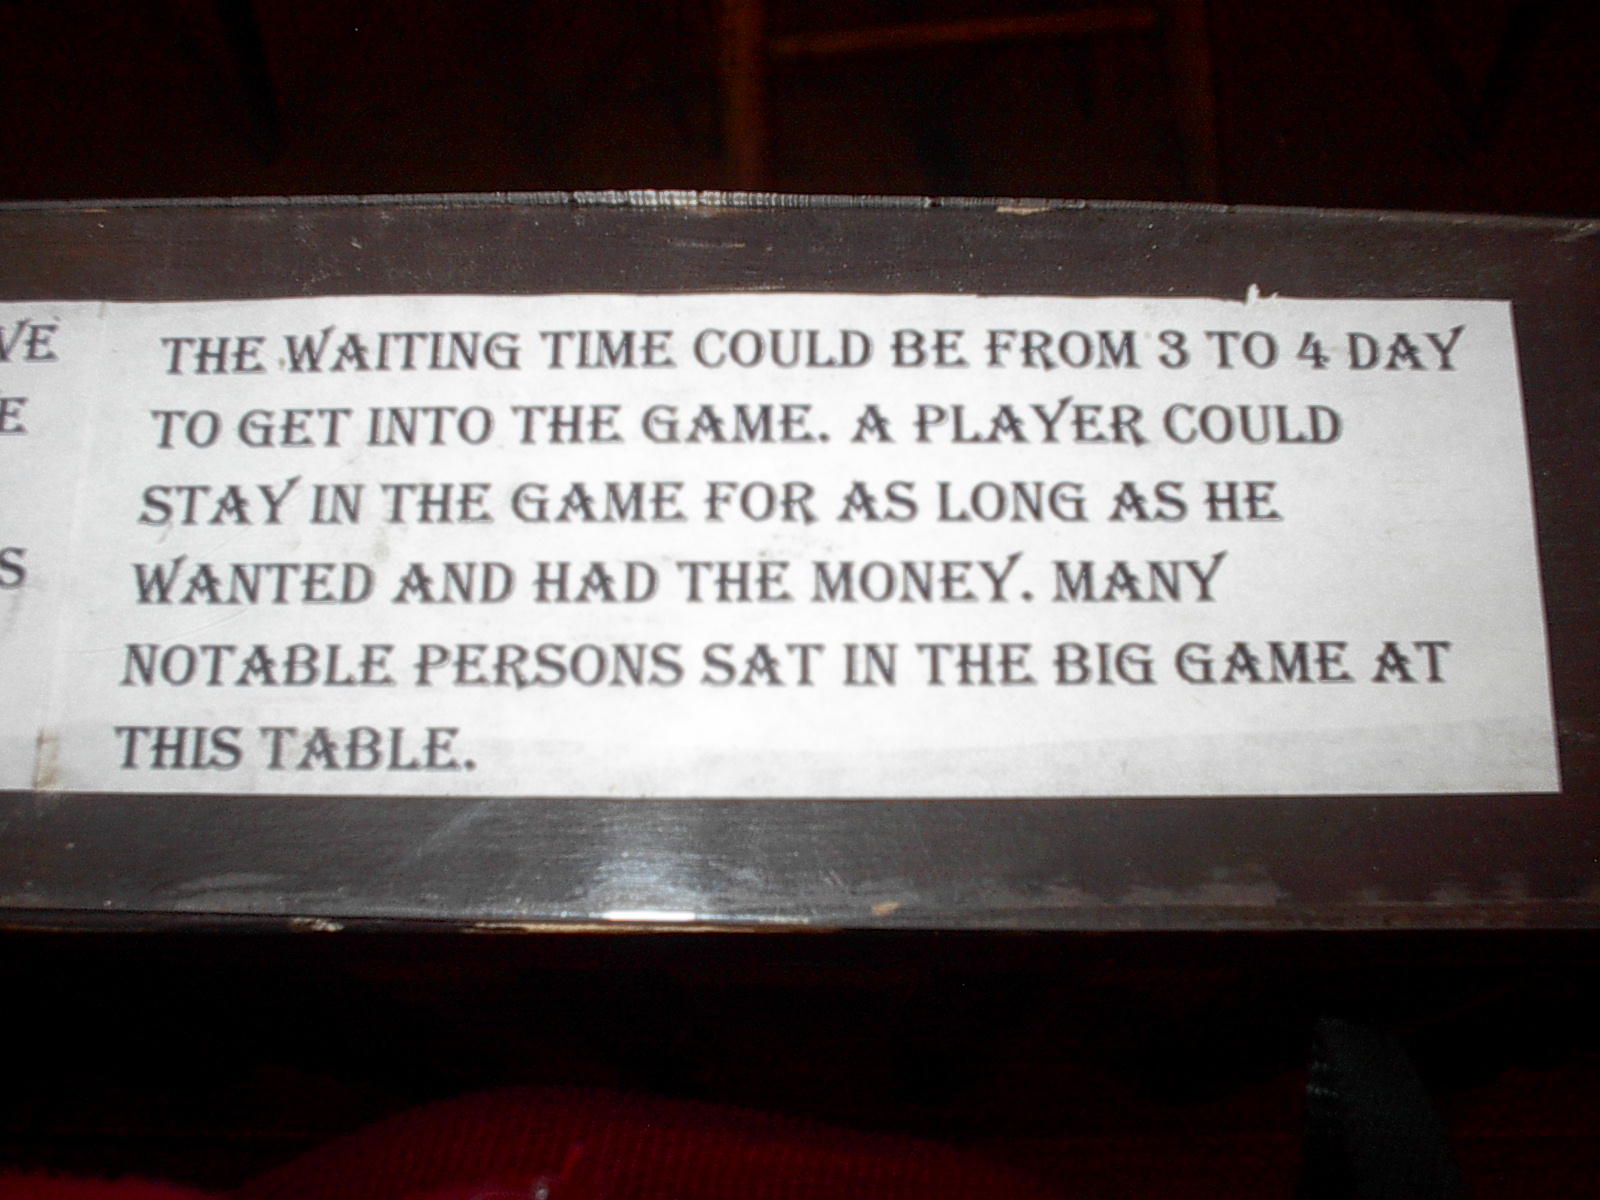 VE
E
S
THE WAITING TIME COULD BE FROM 3 TO 4 DAY
TO GET INTO THE GAME. A PLAYER COULD
STAY IN THE GAME FOR AS LONG AS HE
WANTED AND HAD THE MONEY. MANY
NOTABLE PERSONS SAT IN THE BIG GAME AT
THIS TABLE.